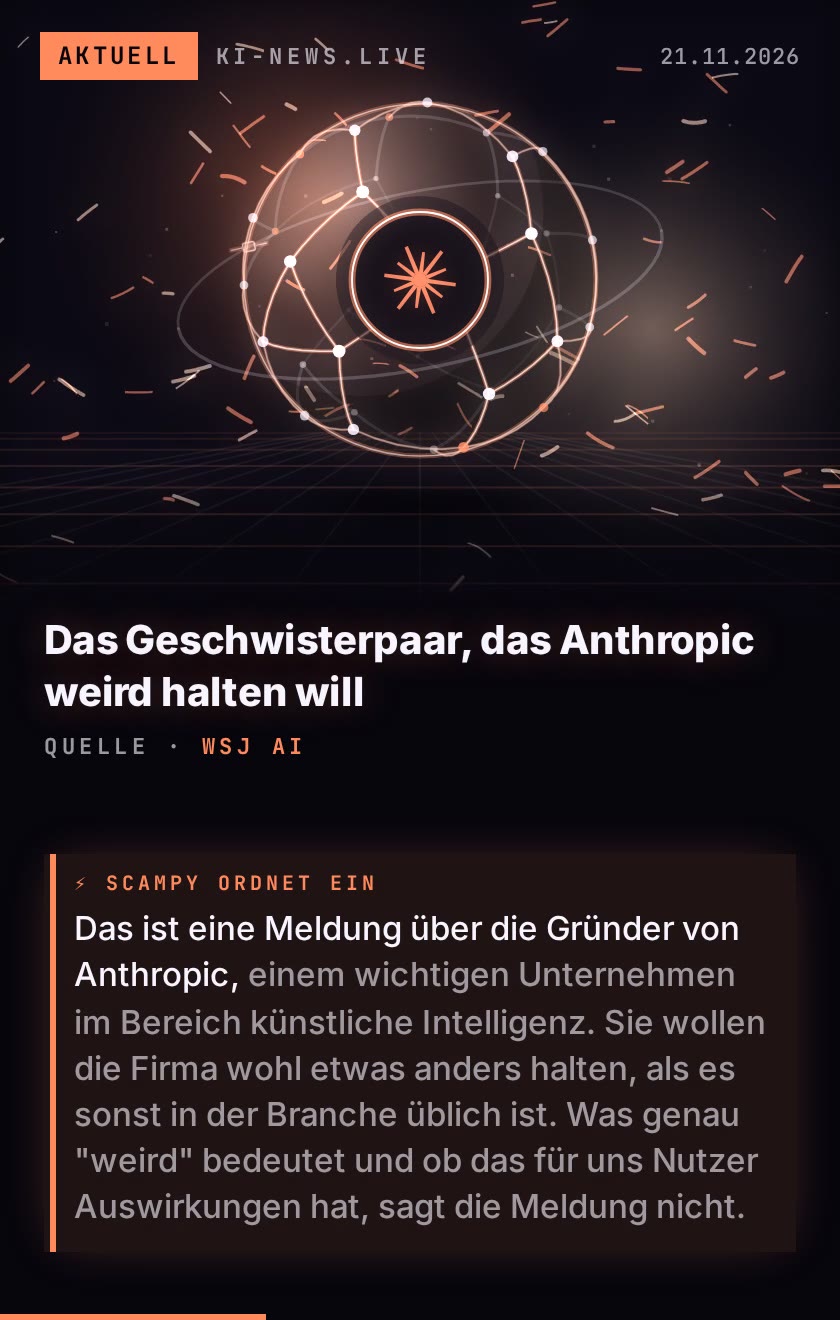 AKTUELL KI-NEWS.LIVE 21.11.2026
Das Geschwisterpaar, das Anthropic
weird halten will
QUELLE · WSJ AI
⚡ SCAMPY ORDNET EIN
Das ist eine Meldung über die Gründer von
Anthropic, einem wichtigen Unternehmen
im Bereich künstliche Intelligenz. Sie wollen
die Firma wohl etwas anders halten, als es
sonst in der Branche üblich ist. Was genau
"weird" bedeutet und ob das für uns Nutzer
Auswirkungen hat, sagt die Meldung nicht.